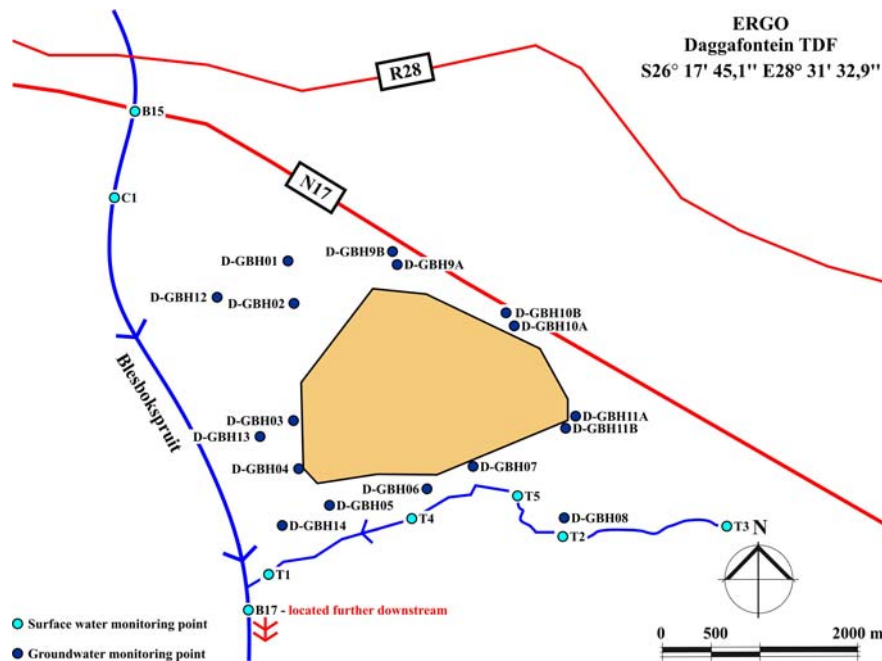 ERGO
Daggafontein TDF
S26° 17' 45,1'' E28° 31' 32,9''
R28
B15
N17
C1
D-GBH9B
D-GBH01
D-GBH9A
D-GBH12
D-GBH02
D-GBH10B
D-GBH10A
Blesbokspruit
D-GBH03
D-GBH11A
D-GBH13
D-GBH11B
D-GBH04
D-GBH07
D-GBH06
T5
D-GBH05
D-GBH14
T4
D-GBH08
T3
N
T2
T1
B17 - located further downstream
Surface water monitoring point
Groundwater monitoring point
0 500 2000 m